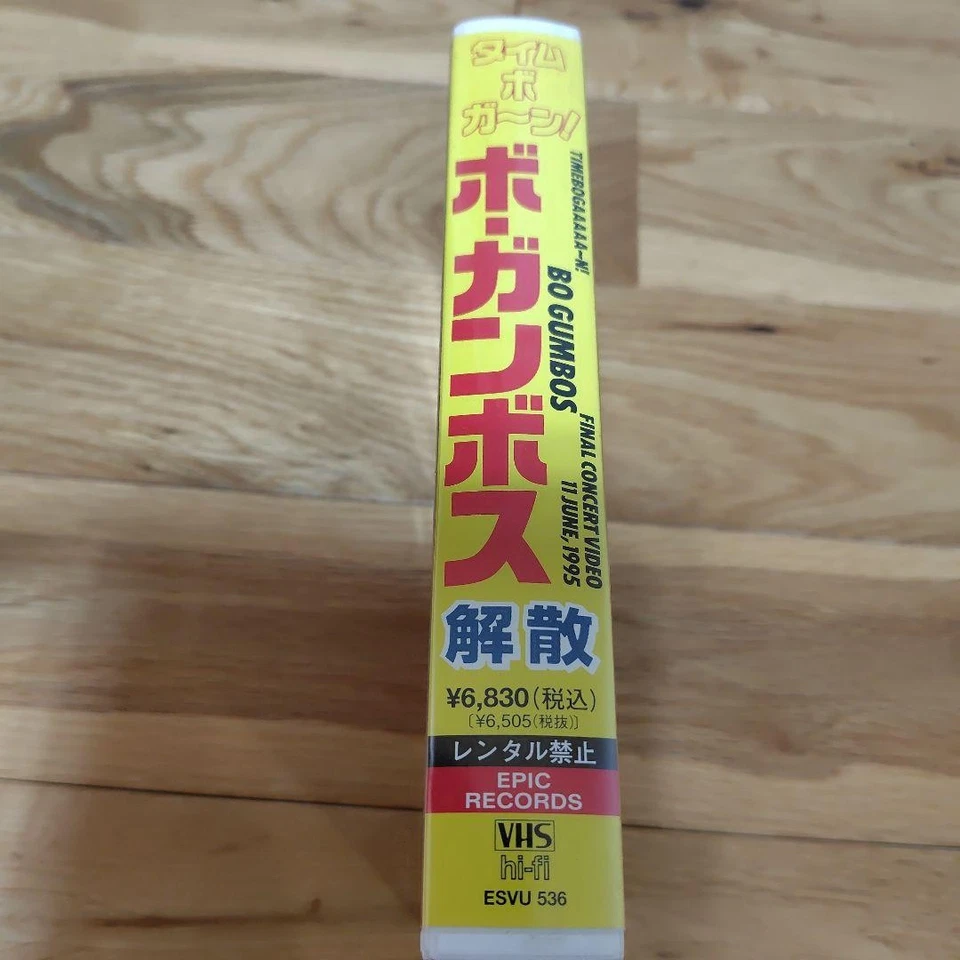 タイム
ボ
ガ〜ン!
ボ・ガンボス
TIMEBOGAAAAA-N!
BO GUMBOS
FINAL CONCERT VIDEO
11 JUNE, 1995
解散
¥6,830(税込)
〔¥6,505(税抜)〕
レンタル禁止
EPIC
RECORDS
VHS
hi-fi
ESVU 536